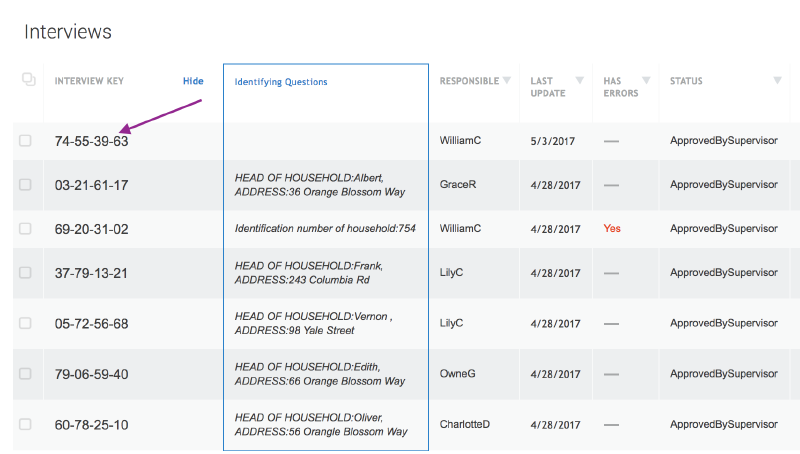 Interviews
INTERVIEW KEY Hide Identifying Questions RESPONSIBLE LAST UPDATE HAS ERRORS STATUS
74-55-39-63 WilliamC 5/3/2017 — ApprovedBySupervisor
03-21-61-17 HEAD OF HOUSEHOLD:Albert, GraceR 4/28/2017 — ApprovedBySupervisor
ADDRESS:36 Orange Blossom Way
69-20-31-02 Identification number of household:754 WilliamC 4/28/2017 Yes ApprovedBySupervisor
37-79-13-21 HEAD OF HOUSEHOLD:Frank, LilyC 4/28/2017 — ApprovedBySupervisor
ADDRESS:243 Columbia Rd
05-72-56-68 HEAD OF HOUSEHOLD:Vernon , LilyC 4/28/2017 — ApprovedBySupervisor
ADDRESS:98 Yale Street
79-06-59-40 HEAD OF HOUSEHOLD:Edith, OwneG 4/28/2017 — ApprovedBySupervisor
ADDRESS:66 Orange Blossom Way
60-78-25-10 HEAD OF HOUSEHOLD:Oliver, CharlotteD 4/28/2017 — ApprovedBySupervisor
ADDRESS:56 Orangle Blossom Way